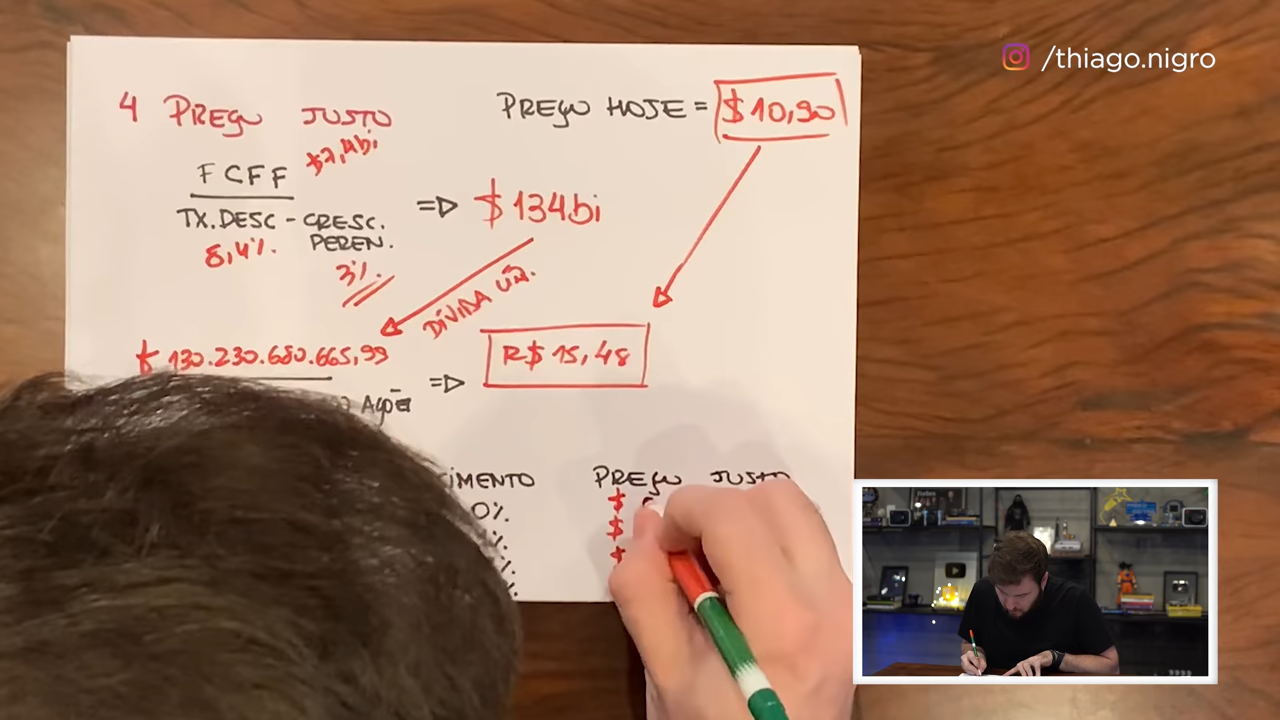 /thiago.nigro
4 PREÇO JUSTO
PREÇO HOJE = $10,90
FCFF $7,4bi
TX.DESC - CRESC. PEREN.
8,4% 3%
=> $134bi
DÍVIDA LÍQ.
$ 130.230.680.665,99
=> R$ 15,48
AÇÕES
CIMENTO PREÇO JUSTO
0% $
% $
% $